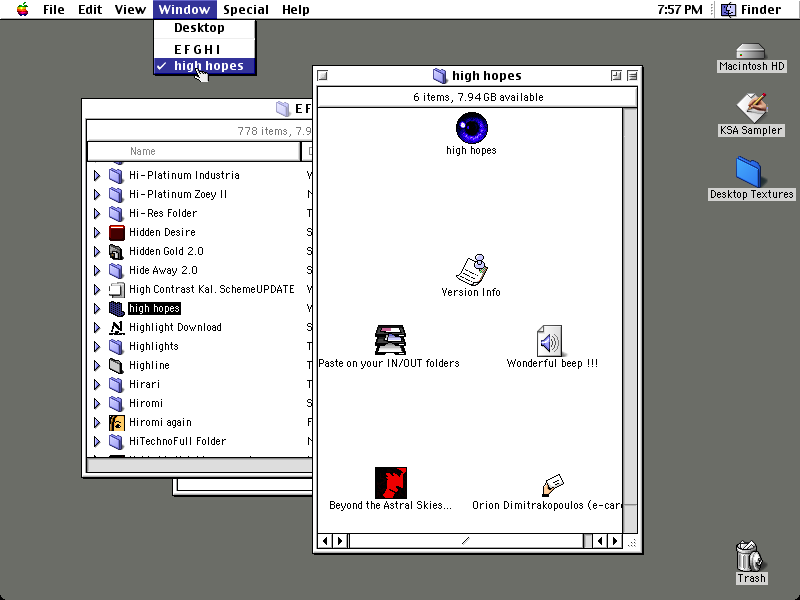 File Edit View Window Special Help 7:57 PM Finder
Desktop
E F G H I
✓ high hopes
Macintosh HD
KSA Sampler
Desktop Textures
Trash
E F
778 items, 7.9
Name
Hi-Platinum Industria
Hi-Platinum Zoey II
Hi-Res Folder
Hidden Desire
Hidden Gold 2.0
Hide Away 2.0
High Contrast Kal. SchemeUPDATE
high hopes
Highlight Download
Highlights
Highline
Hirari
Hiromi
Hiromi again
HiTechnoFull Folder
high hopes
6 items, 7.94 GB available
high hopes
Version Info
Paste on your IN/OUT folders
Wonderful beep !!!
Beyond the Astral Skies...
Orion Dimitrakopoulos (e-car